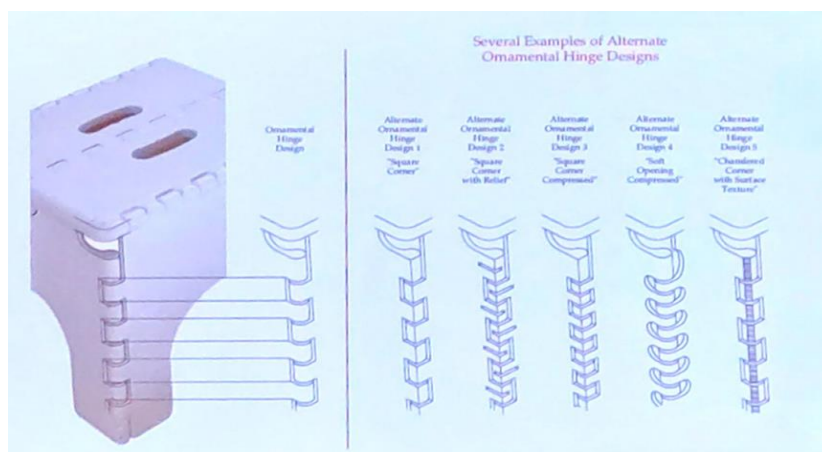 Several Examples of Alternate
Ornamental Hinge Designs
Ornamental
Hinge
Design
Alternate
Ornamental
Hinge
Design 1
"Square
Corner"
Alternate
Ornamental
Hinge
Design 2
"Square
Corner
with Relief"
Alternate
Ornamental
Hinge
Design 3
"Square
Corner
Compressed"
Alternate
Ornamental
Hinge
Design 4
"Soft
Opening
Compressed"
Alternate
Ornamental
Hinge
Design 5
"Chamfered
Corner
with Surface
Texture"